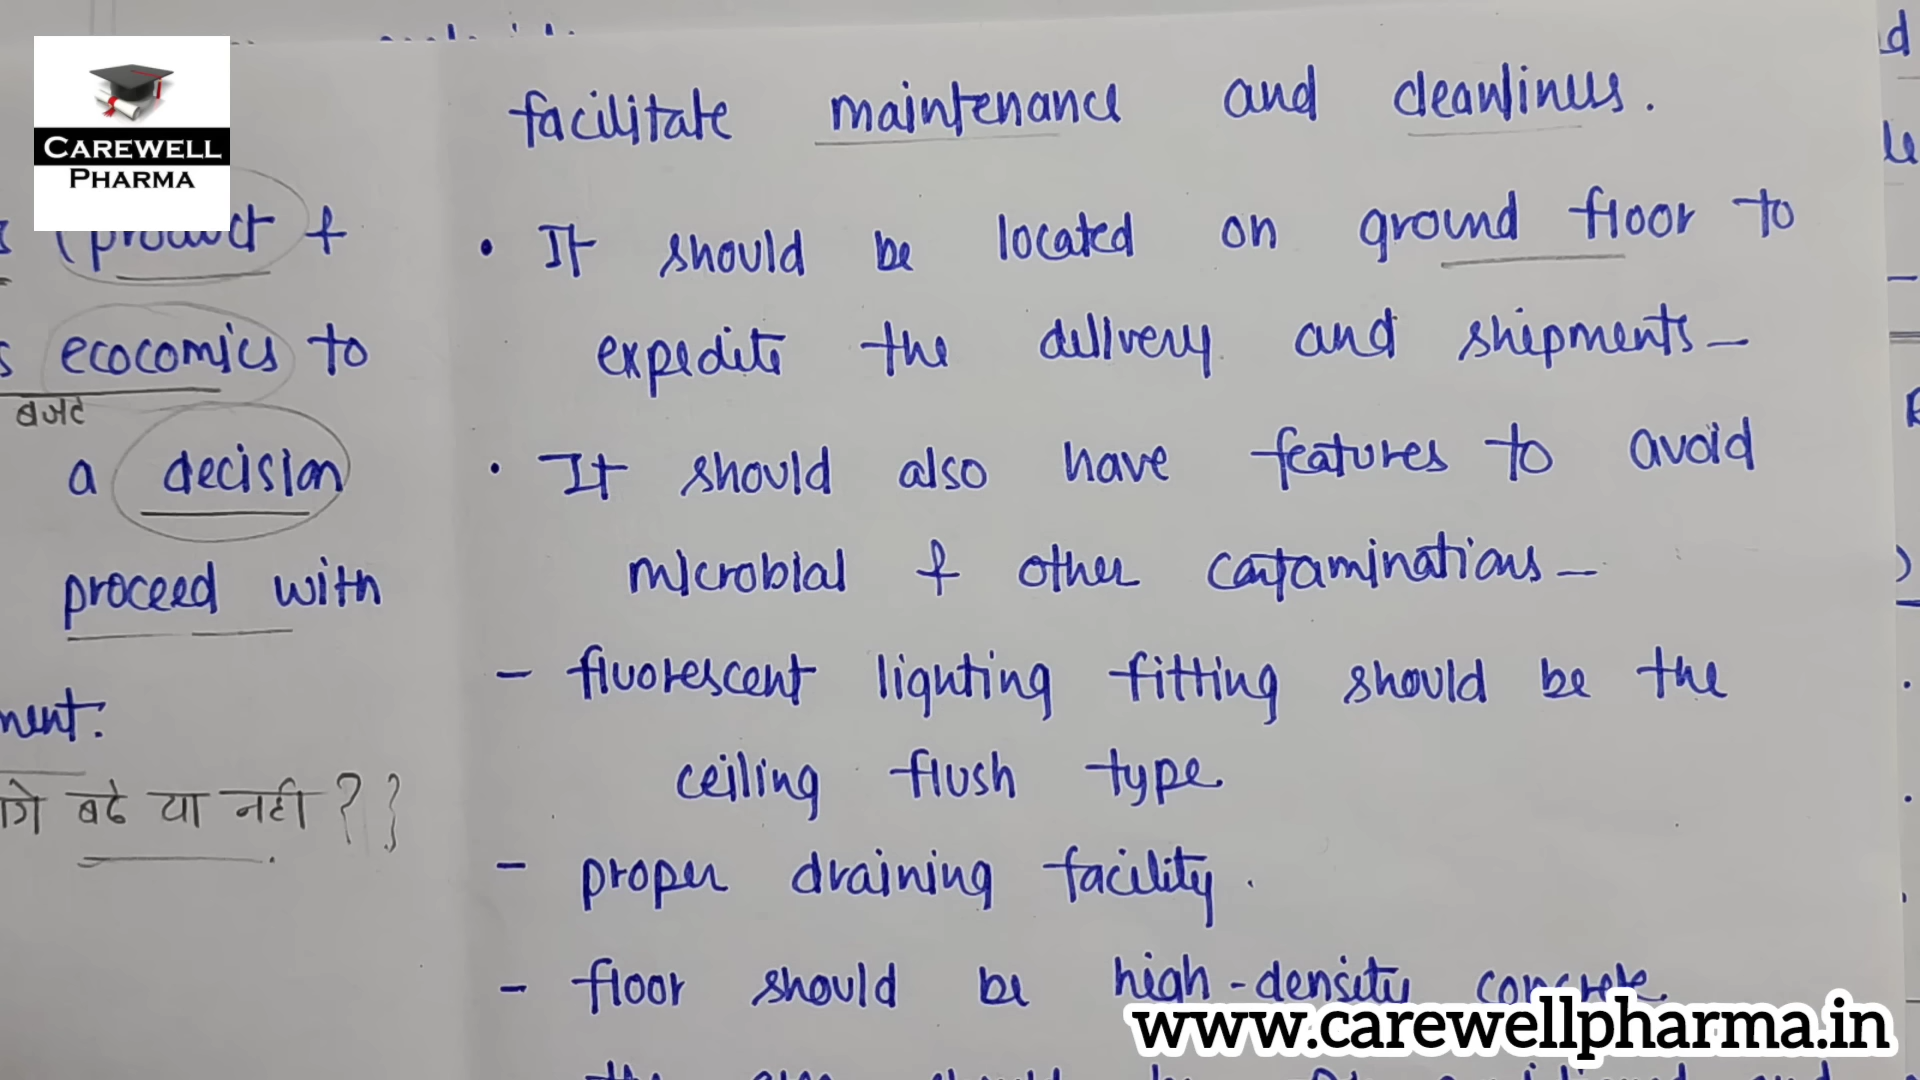 CAREWELL
PHARMA
(product &
ecocomics to
बजट
a decision
proceed with
ment.
गे बढे या नही ??
facilitate maintenance and cleanliness.
• It should be located on ground floor to
expedite the delivery and shipments -
• It should also have features to avoid
microbial & other contaminations -
- fluorescent lighting fitting should be the
ceiling flush type
- proper draining facility.
- floor should be high-density concrete.
www.carewellpharma.in